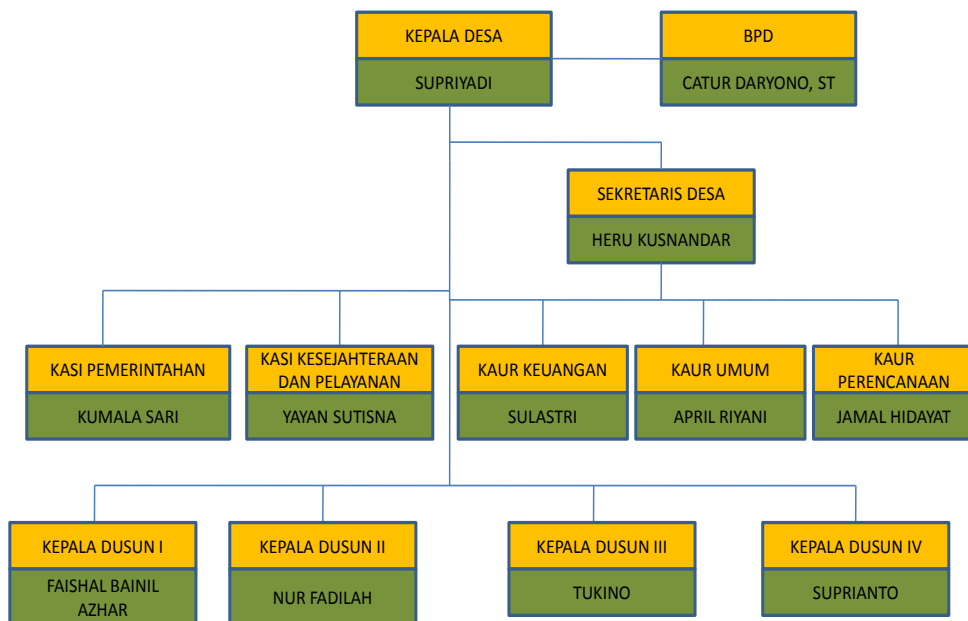 KEPALA DESA
SUPRIYADI
BPD
CATUR DARYONO, ST
SEKRETARIS DESA
HERU KUSNANDAR
KASI PEMERINTAHAN
KUMALA SARI
KASI KESEJAHTERAAN
DAN PELAYANAN
YAYAN SUTISNA
KAUR KEUANGAN
SULASTRI
KAUR UMUM
APRIL RIYANI
KAUR
PERENCANAAN
JAMAL HIDAYAT
KEPALA DUSUN I
FAISHAL BAINIL
AZHAR
KEPALA DUSUN II
NUR FADILAH
KEPALA DUSUN III
TUKINO
KEPALA DUSUN IV
SUPRIANTO